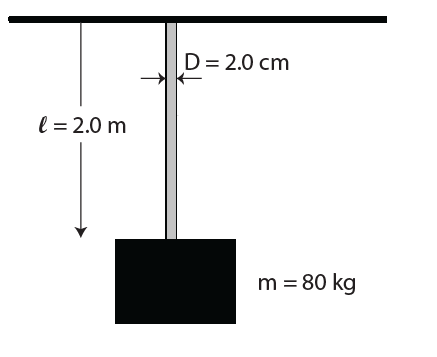 D = 2.0 cm
ℓ = 2.0 m
m = 80 kg